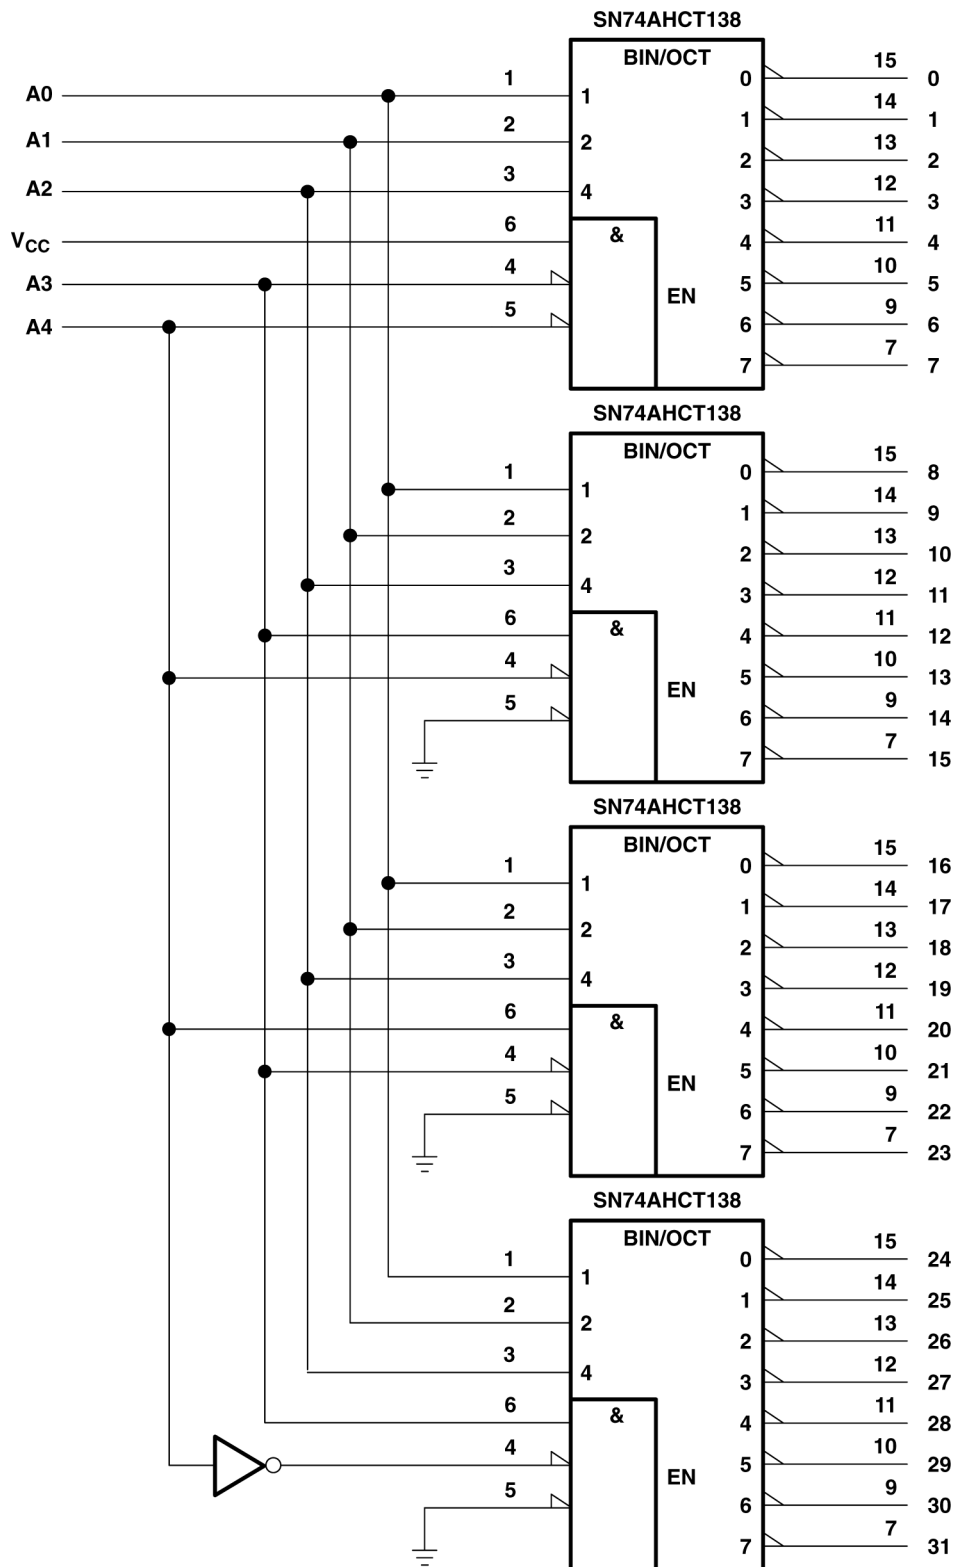 SN74AHCT138
BIN/OCT
A0 1 1 0 15 0
A1 2 2 1 14 1
A2 3 4 2 13 2
3 12 3
VCC 6 & 4 11 4
A3 4 EN 5 10 5
A4 5 6 9 6
7 7 7
SN74AHCT138
BIN/OCT
1 1 0 15 8
2 2 1 14 9
3 4 2 13 10
3 12 11
6 & 4 11 12
4 EN 5 10 13
5 6 9 14
7 7 15
SN74AHCT138
BIN/OCT
1 1 0 15 16
2 2 1 14 17
3 4 2 13 18
3 12 19
6 & 4 11 20
4 EN 5 10 21
5 6 9 22
7 7 23
SN74AHCT138
BIN/OCT
1 1 0 15 24
2 2 1 14 25
3 4 2 13 26
3 12 27
6 & 4 11 28
4 EN 5 10 29
5 6 9 30
7 7 31